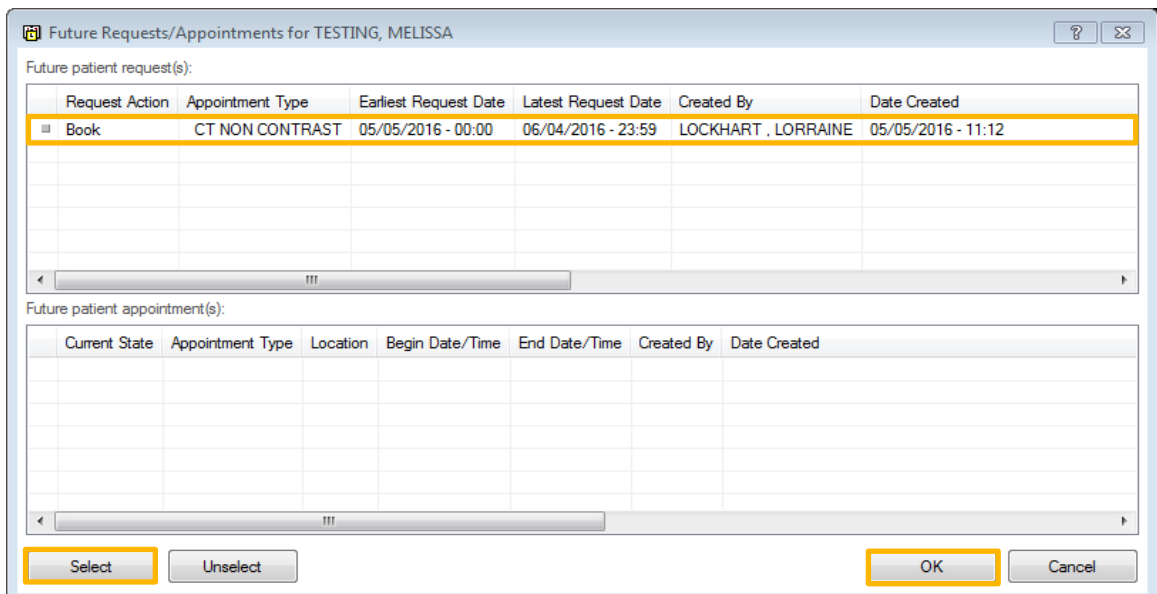 Future Requests/Appointments for TESTING, MELISSA
Future patient request(s):
Request Action Appointment Type Earliest Request Date Latest Request Date Created By Date Created
Book CT NON CONTRAST 05/05/2016 - 00:00 06/04/2016 - 23:59 LOCKHART , LORRAINE 05/05/2016 - 11:12
Future patient appointment(s):
Current State Appointment Type Location Begin Date/Time End Date/Time Created By Date Created
Select Unselect OK Cancel